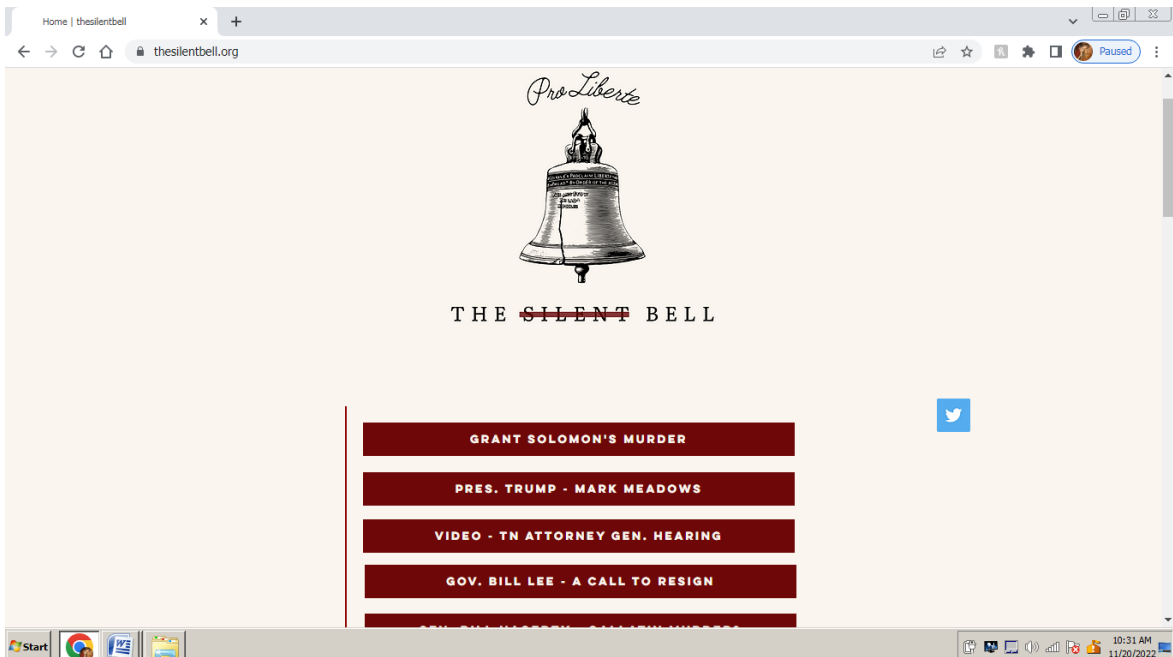 Home | thesilentbell
thesilentbell.org
Paused
Pro Liberte
THE SILENT BELL
GRANT SOLOMON'S MURDER
PRES. TRUMP - MARK MEADOWS
VIDEO - TN ATTORNEY GEN. HEARING
GOV. BILL LEE - A CALL TO RESIGN
Start
10:31 AM
11/20/2022